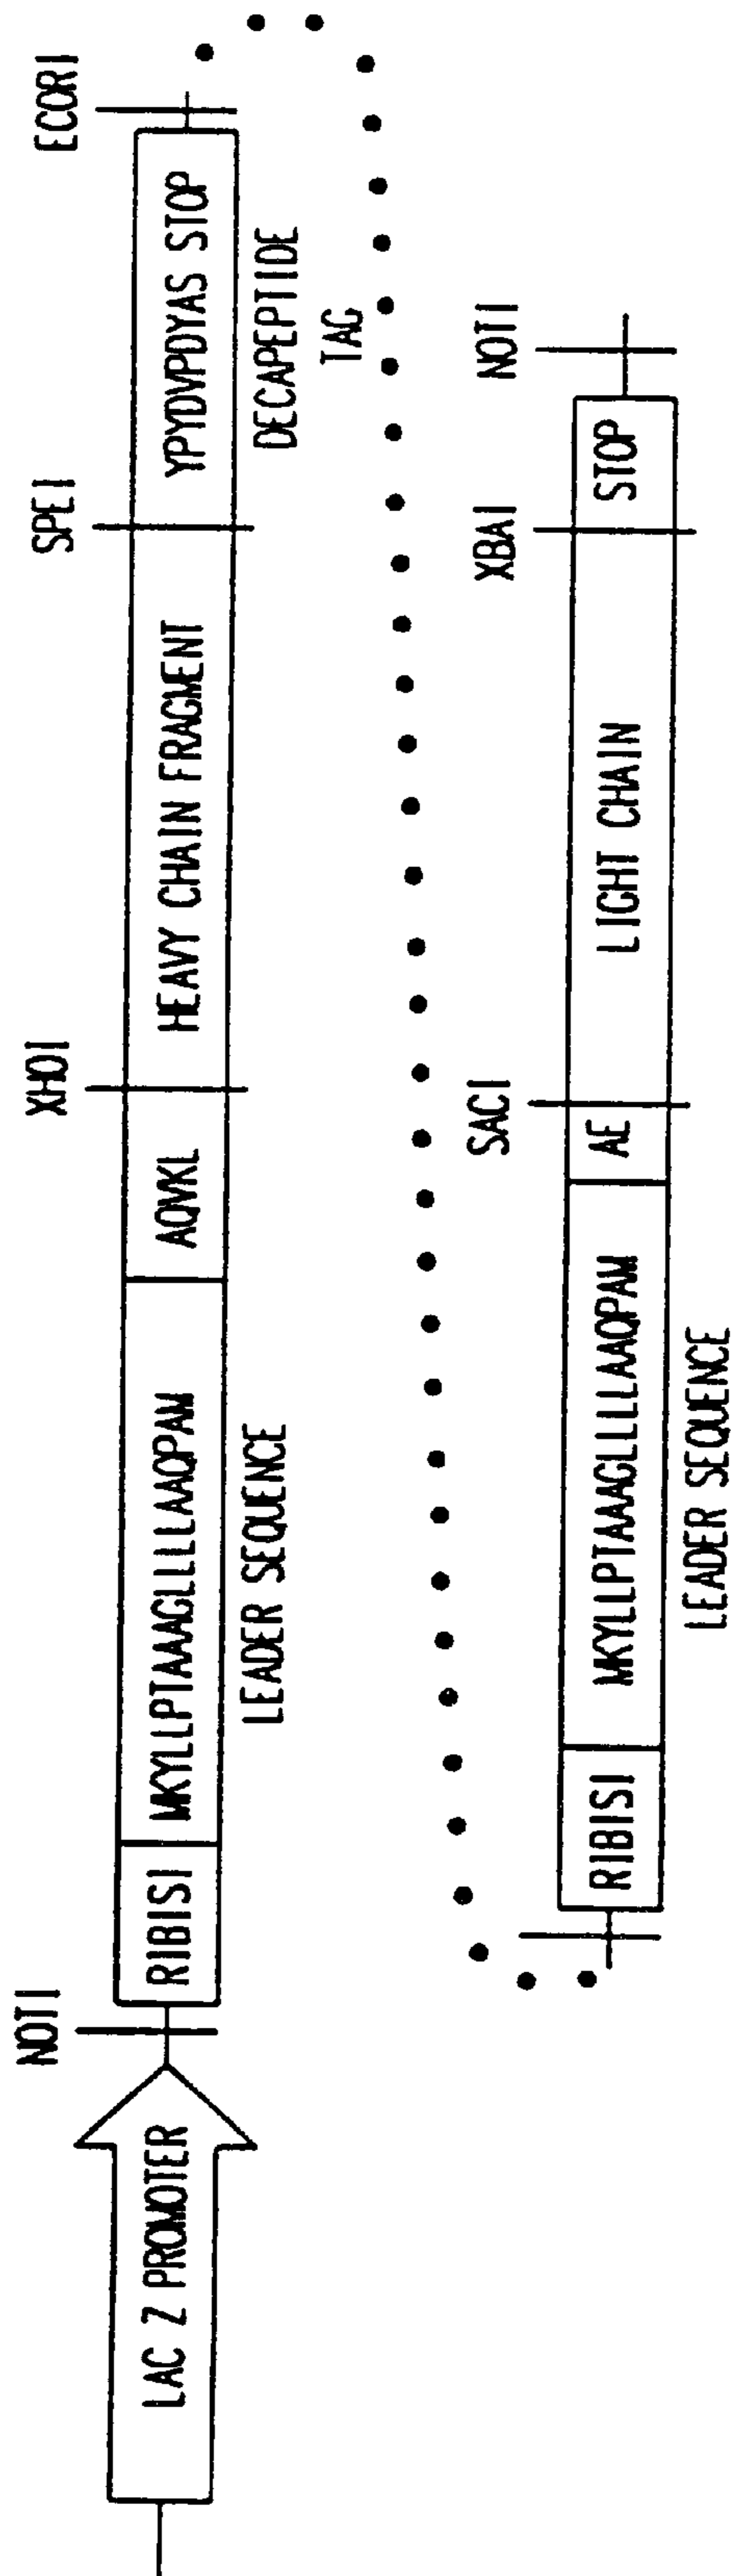 NOTI XHOI SPEI ECORI
LAC Z PROMOTER RIBISI MKYLLPTAAAGLLLLAAQPAM AQVKL HEAVY CHAIN FRAGMENT YPYDVPDYAS STOP
LEADER SEQUENCE DECAPEPTIDE
TAG
SACI XBAI NOTI
RIBISI MKYLLPTAAAGLLLLAAQPAM AE LIGHT CHAIN STOP
LEADER SEQUENCE